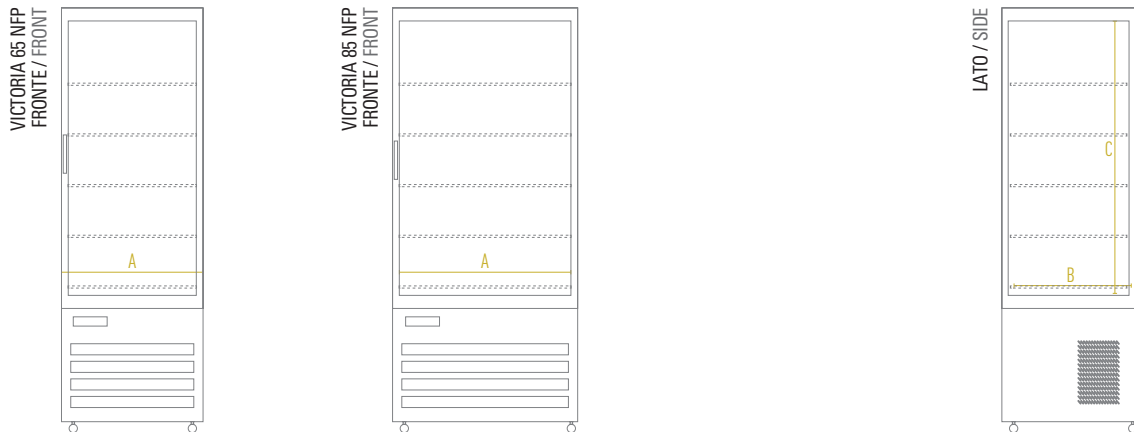 VICTORIA 65 NFP
FRONTE / FRONT
A
VICTORIA 85 NFP
FRONTE / FRONT
A
LATO / SIDE
C
B